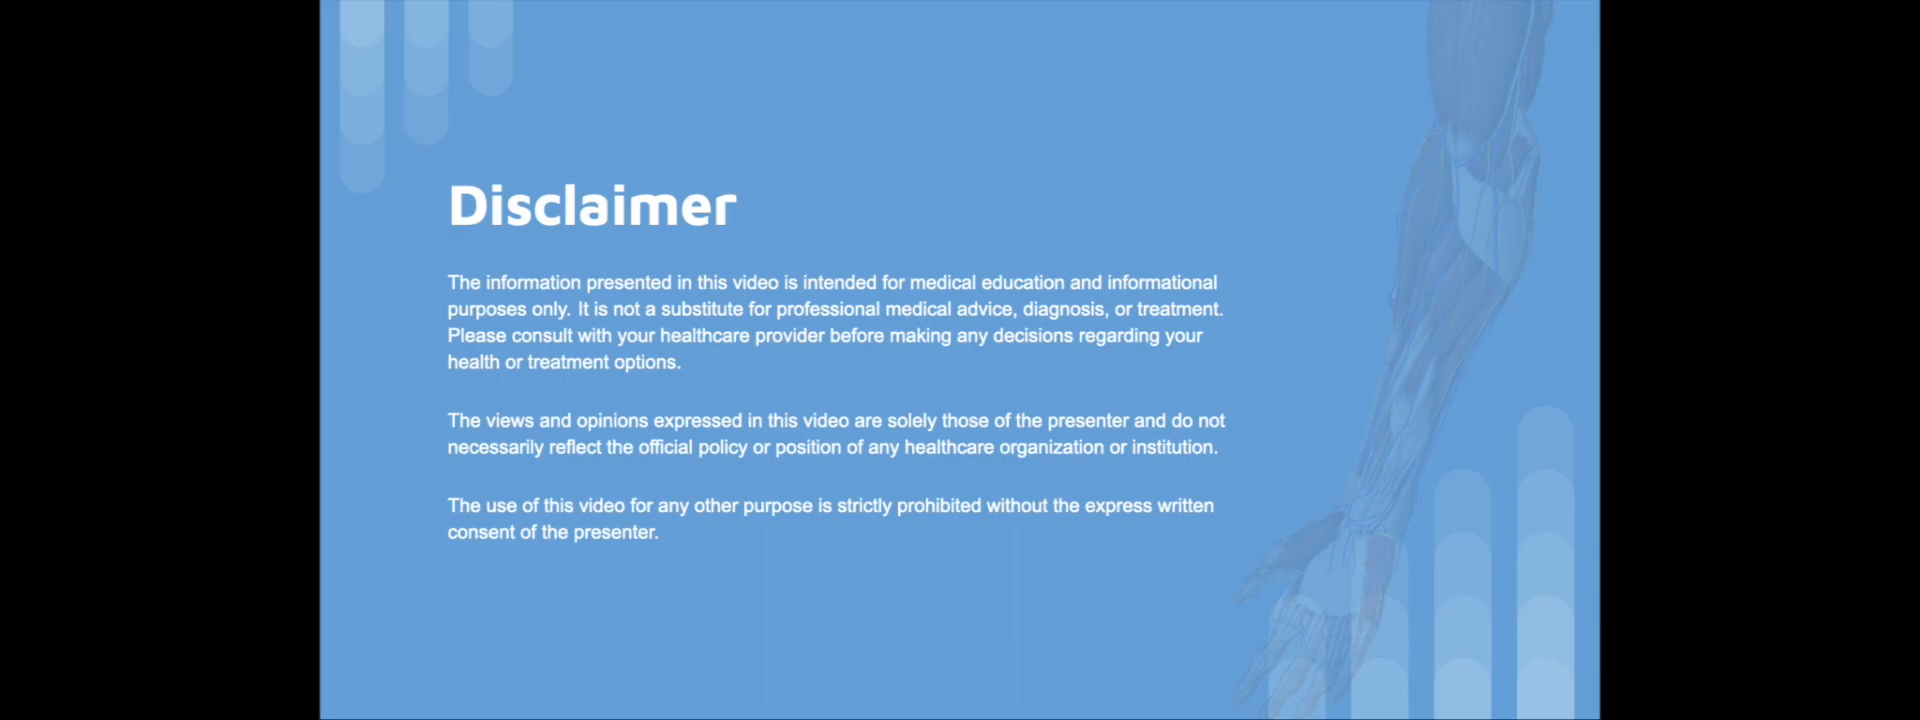 Disclaimer
The information presented in this video is intended for medical education and informational
purposes only. It is not a substitute for professional medical advice, diagnosis, or treatment.
Please consult with your healthcare provider before making any decisions regarding your
health or treatment options.
The views and opinions expressed in this video are solely those of the presenter and do not
necessarily reflect the official policy or position of any healthcare organization or institution.
The use of this video for any other purpose is strictly prohibited without the express written
consent of the presenter.